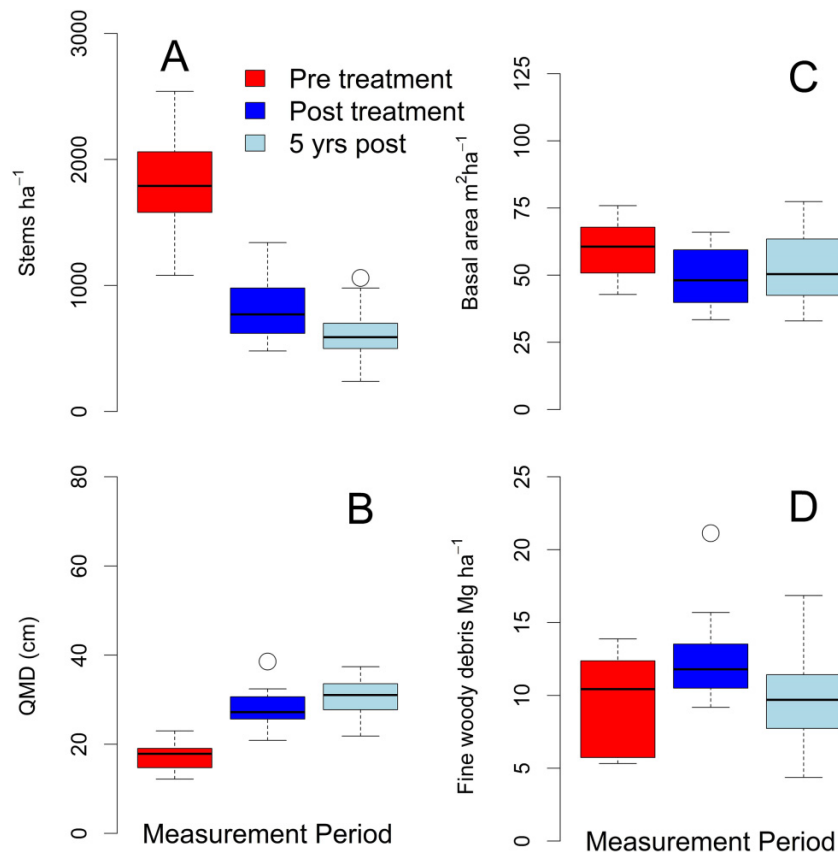 A
Pre treatment
Post treatment
5 yrs post
Stems ha⁻¹
0
1000
2000
3000
C
Basal area m²ha⁻¹
0
25
50
75
100
125
B
QMD (cm)
0
20
40
60
80
Measurement Period
D
Fine woody debris Mg ha⁻¹
0
5
10
15
20
25
Measurement Period